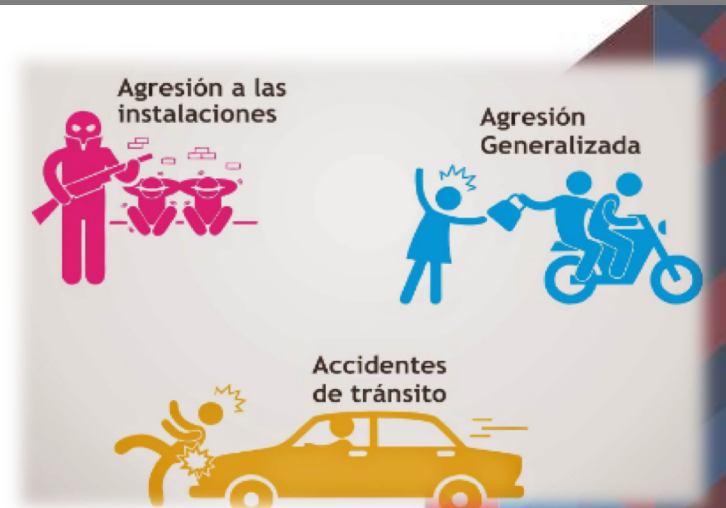 Agresión a las
instalaciones
Agresión
Generalizada
Accidentes
de tránsito